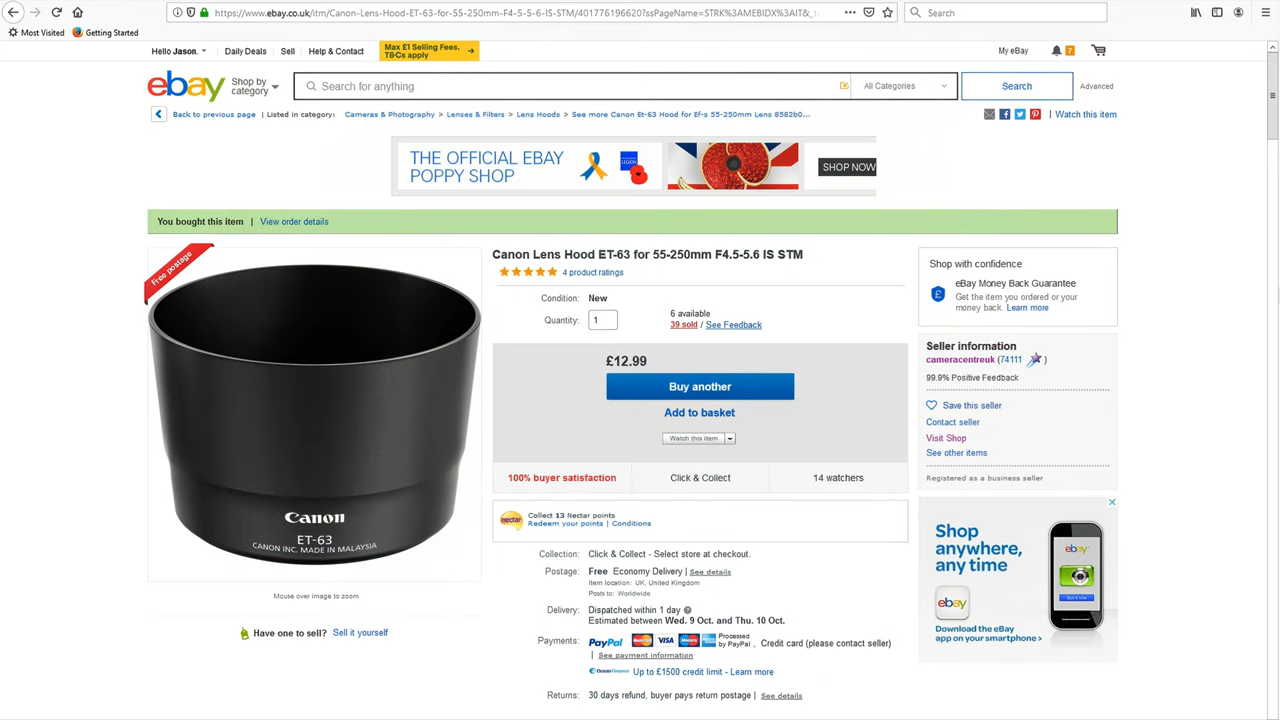 https://www.ebay.co.uk/itm/Canon-Lens-Hood-ET-63-for-55-250mm-F4-5-5-6-IS-STM/401776196620?ssPageName=STRK%3AMEBIDX%3AIT&_t
Search
Most Visited
Getting Started
Hello Jason.
Daily Deals
Sell
Help & Contact
Max £1 Selling Fees.
T&Cs apply
My eBay
7
ebay
Shop by
category
Search for anything
All Categories
Search
Advanced
Back to previous page
Listed in category:
Cameras & Photography > Lenses & Filters > Lens Hoods > See more Canon Et-63 Hood for Ef-s 55-250mm Lens 8582b0...
Watch this item
THE OFFICIAL EBAY
POPPY SHOP
LEGION
SHOP NOW
You bought this item | View order details
Free postage
Canon
ET-63
CANON INC. MADE IN MALAYSIA
Mouse over image to zoom
Have one to sell? Sell it yourself
Canon Lens Hood ET-63 for 55-250mm F4.5-5.6 IS STM
4 product ratings
Condition: New
Quantity: 1
6 available
39 sold / See Feedback
£12.99
Buy another
Add to basket
Watch this item
100% buyer satisfaction
Click & Collect
14 watchers
nectar
Collect 13 Nectar points
Redeem your points | Conditions
Collection: Click & Collect - Select store at checkout.
Postage: Free Economy Delivery | See details
Item location: UK, United Kingdom
Posts to: Worldwide
Delivery: Dispatched within 1 day
Estimated between Wed. 9 Oct. and Thu. 10 Oct.
Payments: PayPal VISA Processed by PayPal , Credit card (please contact seller)
| See payment information
Up to £1500 credit limit - Learn more
Returns: 30 days refund, buyer pays return postage | See details
Shop with confidence
eBay Money Back Guarantee
Get the item you ordered or your
money back. Learn more
Seller information
cameracentreuk (74111 )
99.9% Positive Feedback
Save this seller
Contact seller
Visit Shop
See other items
Registered as a business seller
Shop
anywhere,
any time
ebay
ebay
Download the eBay
app on your smartphone >